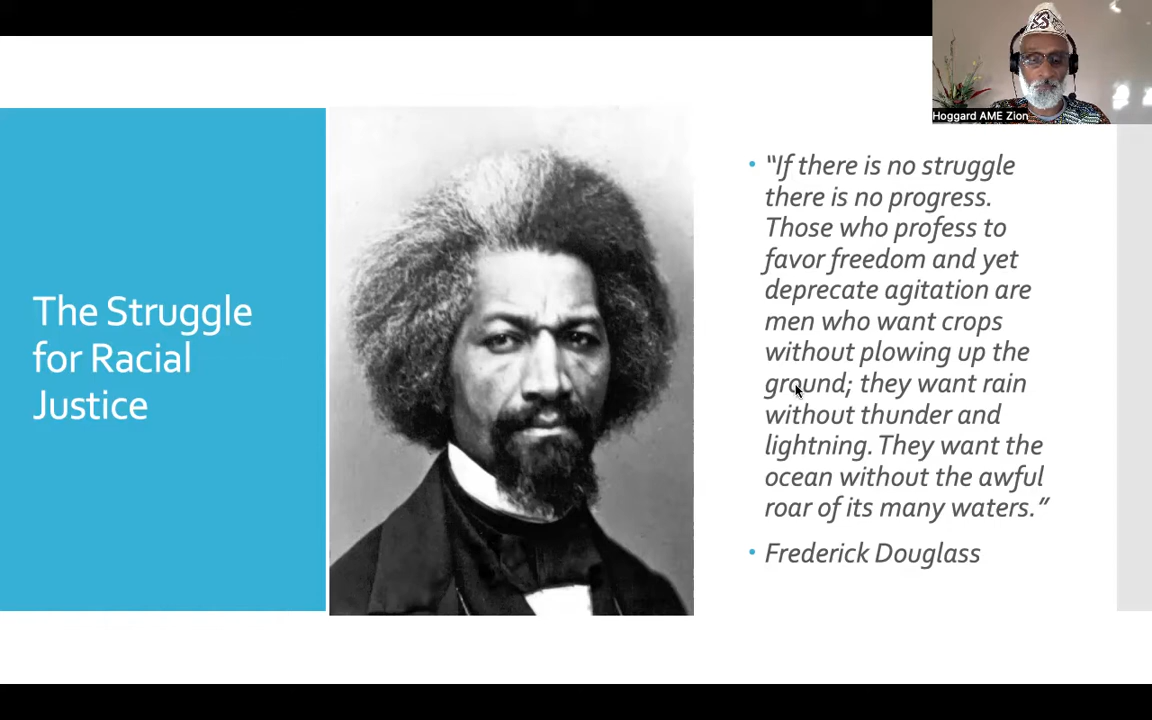 Hoggard AME Zion
The Struggle
for Racial
Justice
“If there is no struggle
there is no progress.
Those who profess to
favor freedom and yet
deprecate agitation are
men who want crops
without plowing up the
ground; they want rain
without thunder and
lightning. They want the
ocean without the awful
roar of its many waters.”
Frederick Douglass